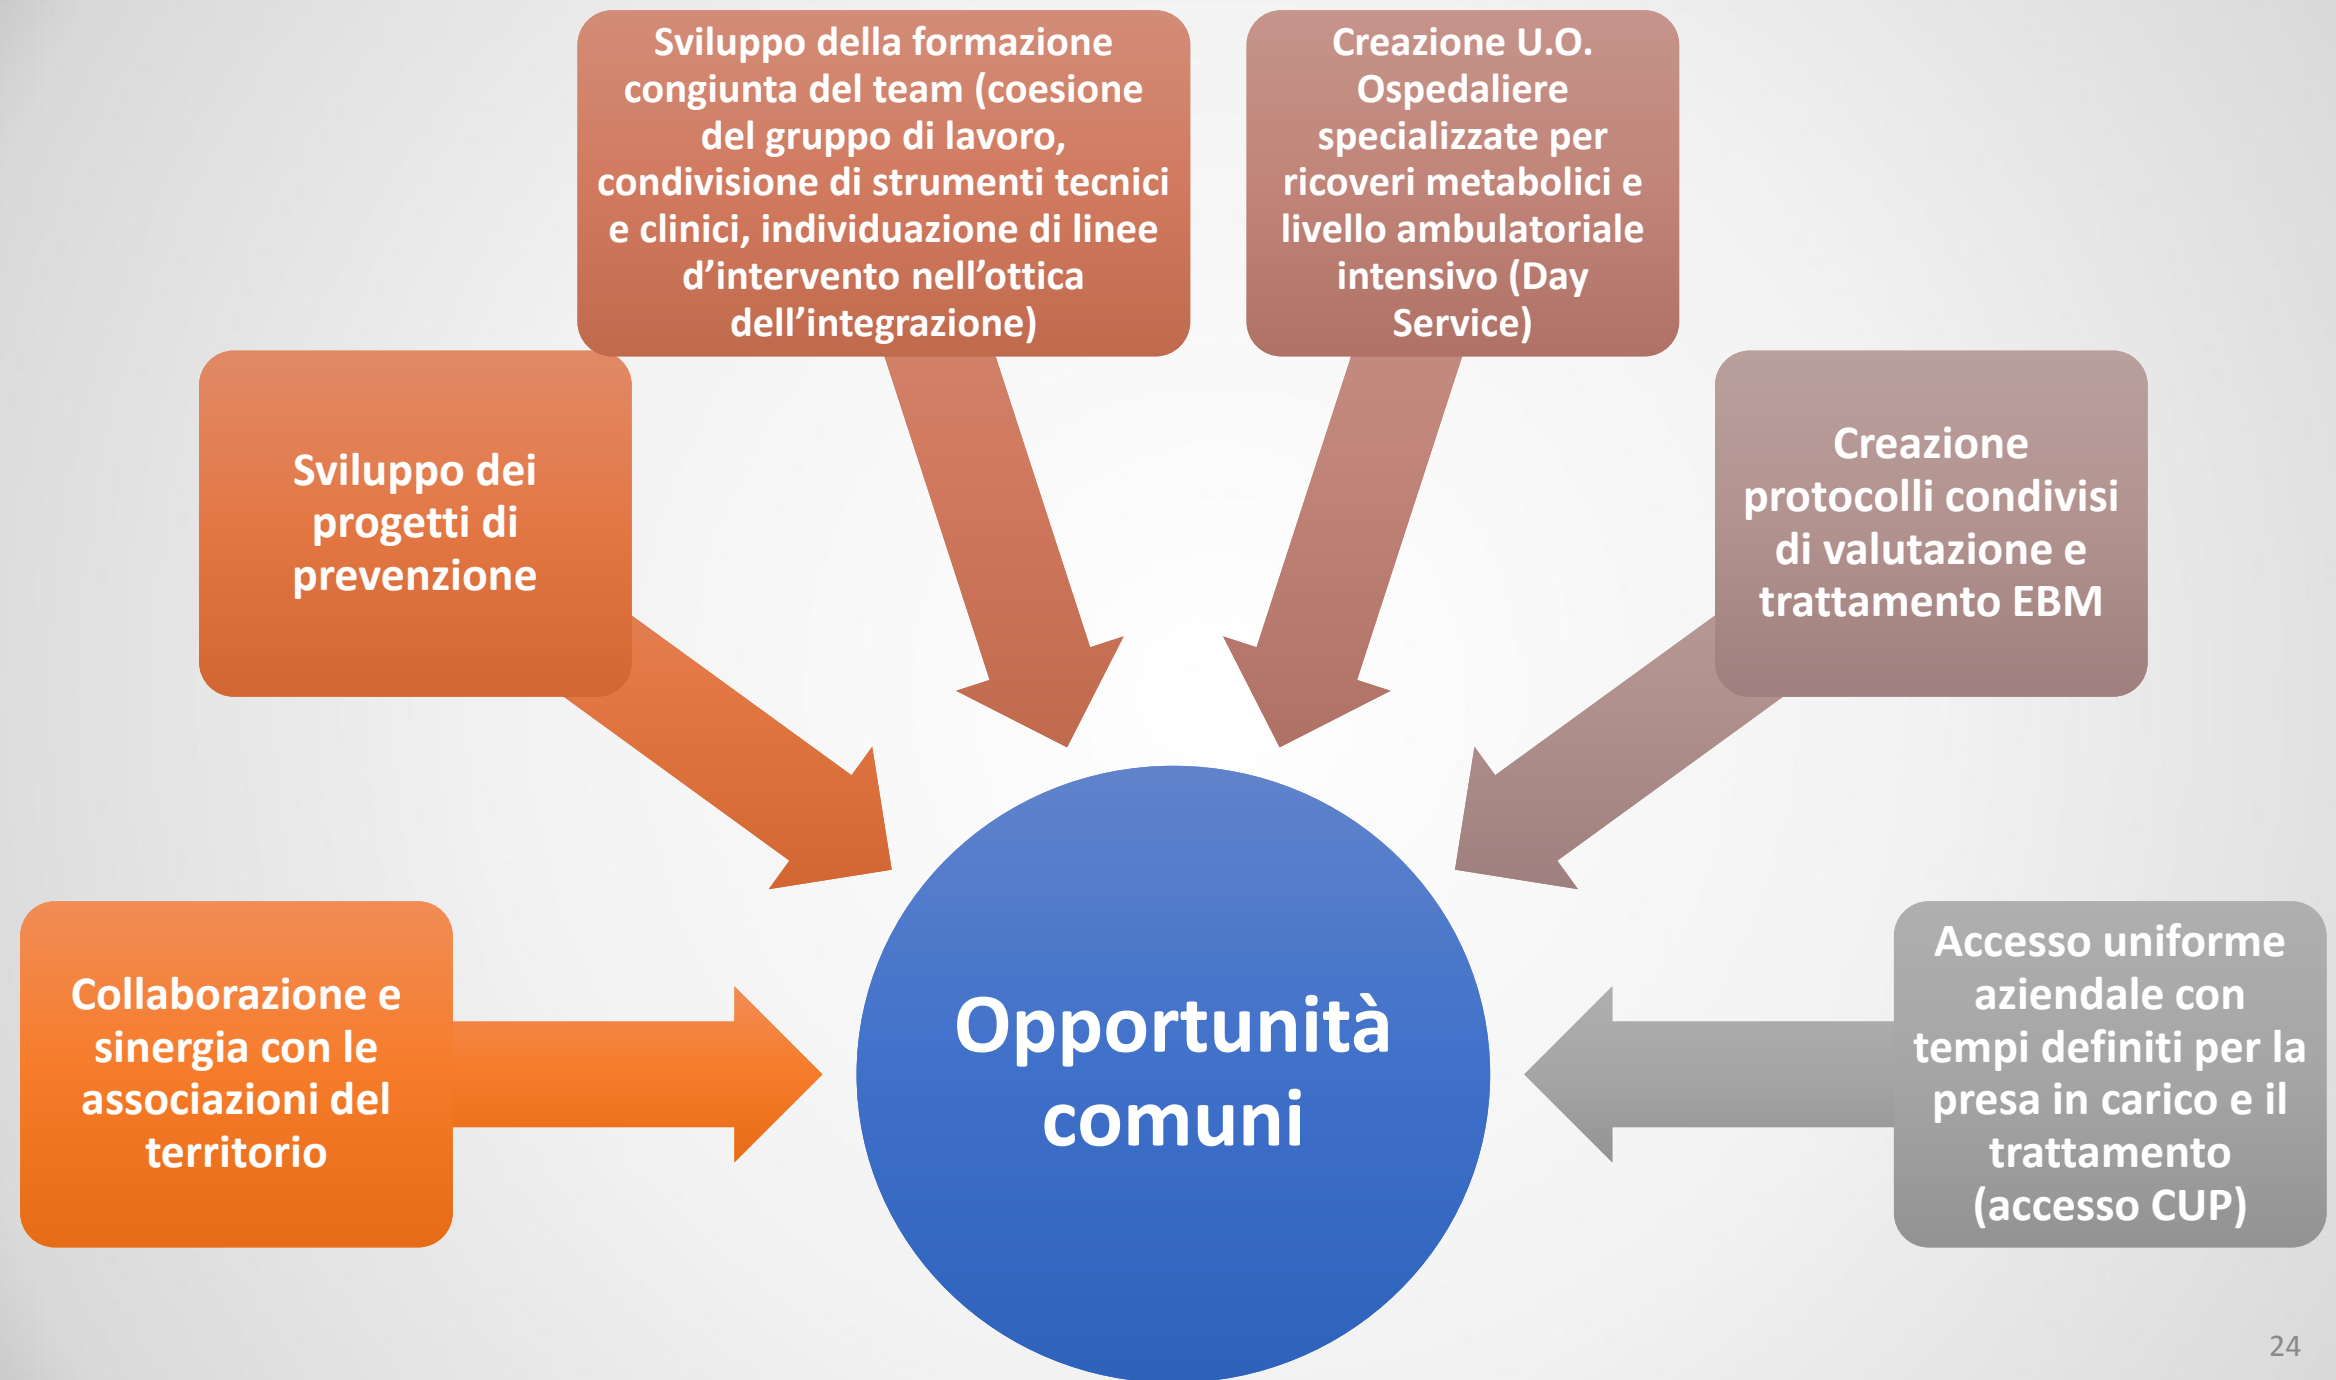 Sviluppo della formazione
congiunta del team (coesione
del gruppo di lavoro,
condivisione di strumenti tecnici
e clinici, individuazione di linee
d’intervento nell’ottica
dell’integrazione)
Creazione U.O.
Ospedaliere
specializzate per
ricoveri metabolici e
livello ambulatoriale
intensivo (Day
Service)
Sviluppo dei
progetti di
prevenzione
Creazione
protocolli condivisi
di valutazione e
trattamento EBM
Collaborazione e
sinergia con le
associazioni del
territorio
Opportunità
comuni
Accesso uniforme
aziendale con
tempi definiti per la
presa in carico e il
trattamento
(accesso CUP)
24